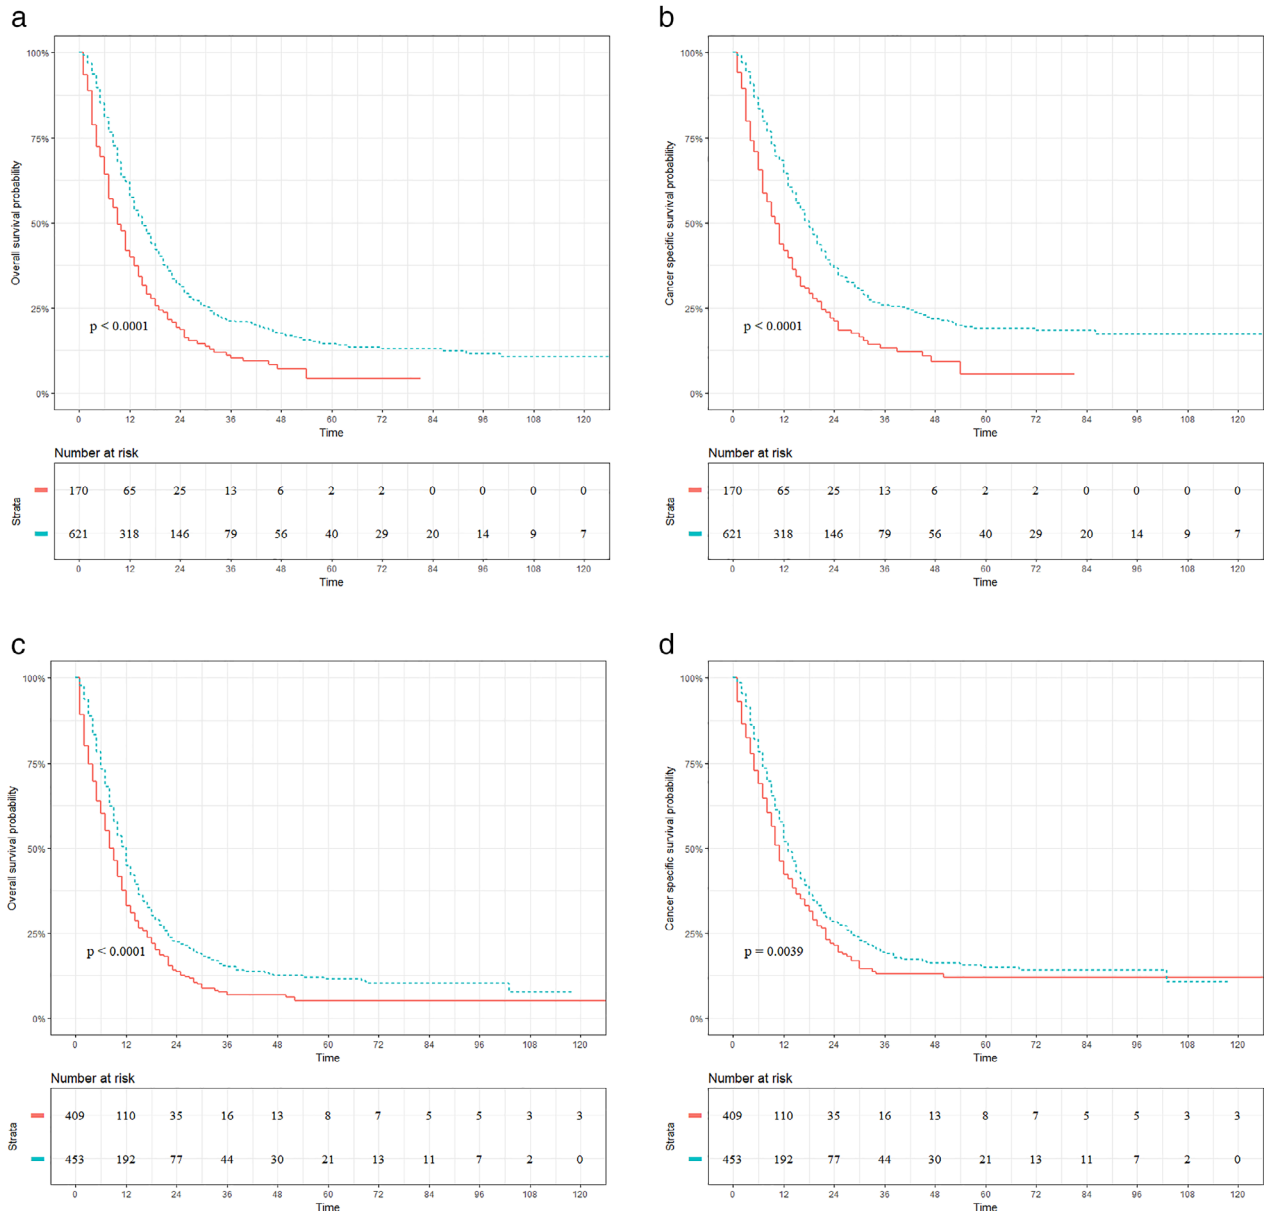 a
100%
75%
50%
25%
0%
Overall survival probability
p < 0.0001
0 12 24 36 48 60 72 84 96 108 120
Time
Number at risk
Strata
170 65 25 13 6 2 2 0 0 0 0
621 318 146 79 56 40 29 20 14 9 7
0 12 24 36 48 60 72 84 96 108 120
Time
b
100%
75%
50%
25%
0%
Cancer specific survival probability
p < 0.0001
0 12 24 36 48 60 72 84 96 108 120
Time
Number at risk
Strata
170 65 25 13 6 2 2 0 0 0 0
621 318 146 79 56 40 29 20 14 9 7
0 12 24 36 48 60 72 84 96 108 120
Time
c
100%
75%
50%
25%
0%
Overall survival probability
p < 0.0001
0 12 24 36 48 60 72 84 96 108 120
Time
Number at risk
Strata
409 110 35 16 13 8 7 5 5 3 3
453 192 77 44 30 21 13 11 7 2 0
0 12 24 36 48 60 72 84 96 108 120
Time
d
100%
75%
50%
25%
0%
Cancer specific survival probability
p = 0.0039
0 12 24 36 48 60 72 84 96 108 120
Time
Number at risk
Strata
409 110 35 16 13 8 7 5 5 3 3
453 192 77 44 30 21 13 11 7 2 0
0 12 24 36 48 60 72 84 96 108 120
Time